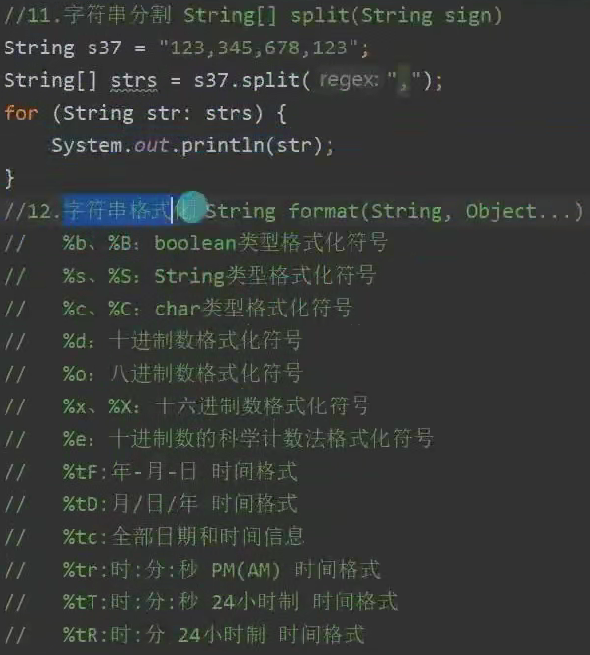 //11.字符串分割 String[] split(String sign)
String s37 = "123,345,678,123";
String[] strs = s37.split( regex: ",");
for (String str: strs) {
System.out.println(str);
}
//12.字符串格式化 String format(String, Object...)
// %b、%B: boolean类型格式化符号
// %s、%S: String类型格式化符号
// %c、%C: char类型格式化符号
// %d: 十进制数格式化符号
// %o: 八进制数格式化符号
// %x、%X: 十六进制数格式化符号
// %e: 十进制数的科学计数法格式化符号
// %tF:年-月-日 时间格式
// %tD:月/日/年 时间格式
// %tc:全部日期和时间信息
// %tr:时:分:秒 PM(AM) 时间格式
// %tT:时:分:秒 24小时制 时间格式
// %tR:时:分 24小时制 时间格式